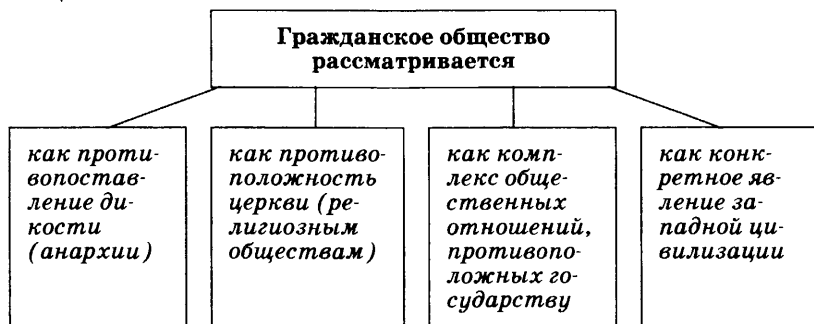 Гражданское общество
рассматривается
как проти-
вопостав-
ление ди-
кости
(анархии)
как противо-
положность
церкви (ре-
лигиозным
обществам)
как комп-
лекс обще-
ственных
отношений,
противопо-
ложных го-
сударству
как конк-
ретное яв-
ление за-
падной ци-
вилизации